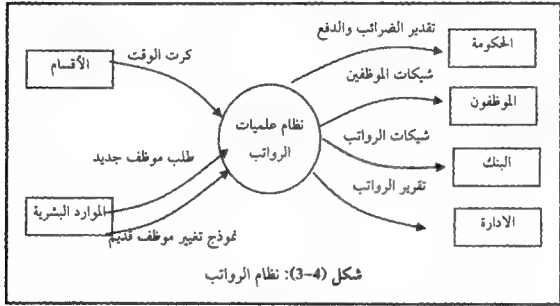 تقدير الضرائب والدفع
الحكومة
كرت الوقت
الأقسام
شيكات الموظفين
الموظفون
نظام علميات
الرواتب
شيكات الرواتب
البنك
طلب موظف جديد
تقرير الرواتب
الموارد البشرية
الادارة
نموذج تغيير موظف قديم
شكل (4-3): نظام الرواتب